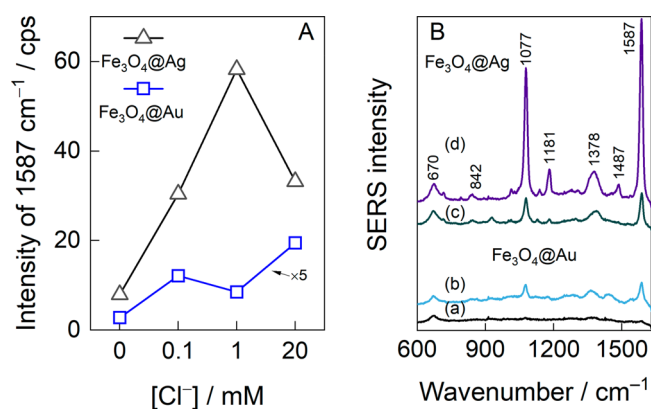 A
Fe₃O₄@Ag
Fe₃O₄@Au
×5
60
40
20
0
0 0.1 1 20
[Cl⁻] / mM
Intensity of 1587 cm⁻¹ / cps
B
Fe₃O₄@Ag
1077
1587
(d)
670
842
1181
1378
1487
(c)
Fe₃O₄@Au
(b)
(a)
600 900 1200 1500
Wavenumber / cm⁻¹
SERS intensity